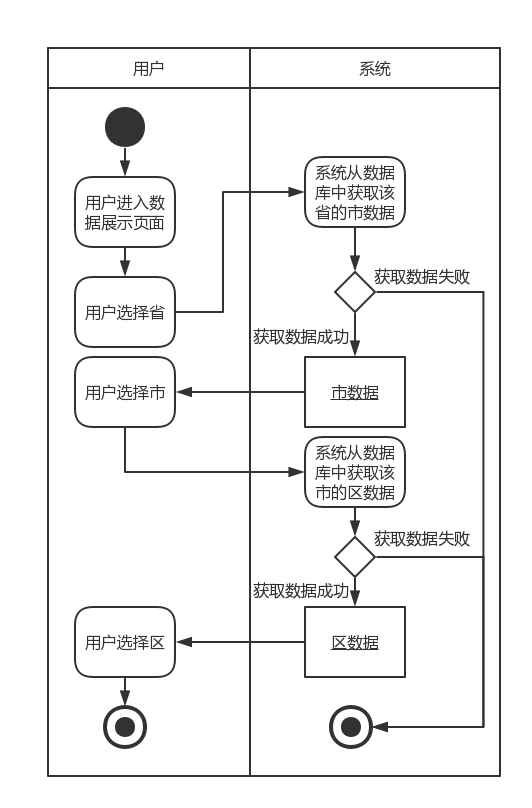 用户
系统
用户进入数
据展示页面
系统从数据
库中获取该
省的市数据
用户选择省
获取数据失败
获取数据成功
用户选择市
市数据
系统从数据
库中获取该
市的区数据
获取数据失败
获取数据成功
用户选择区
区数据